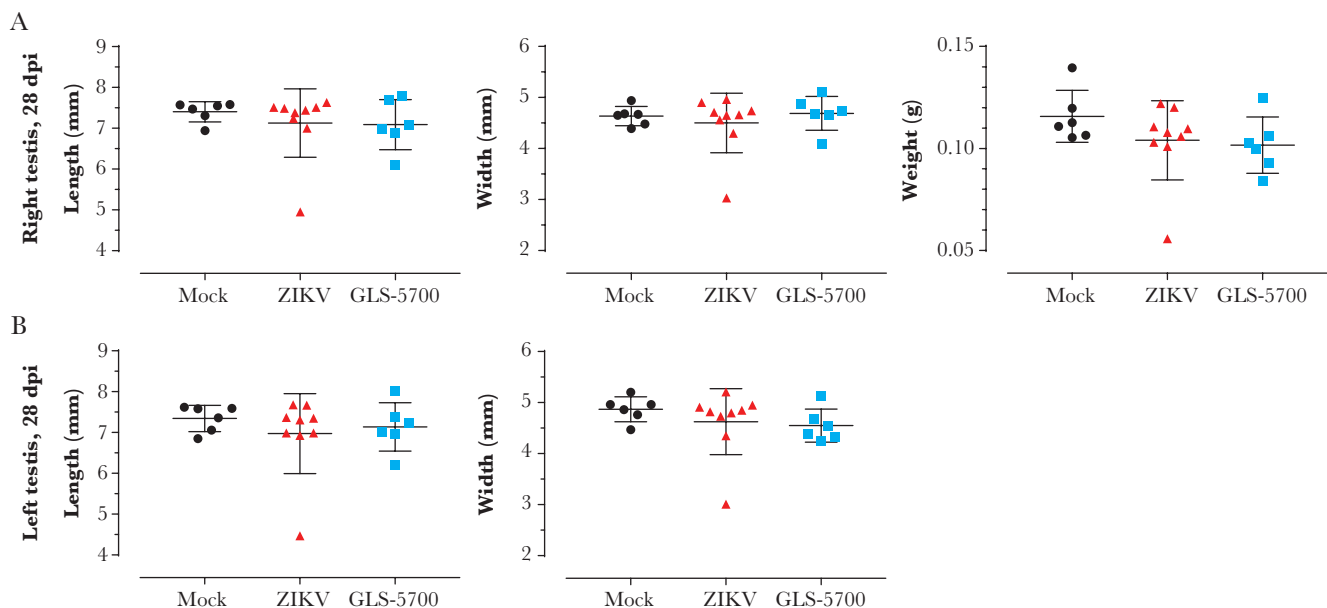 A
Right testis, 28 dpi
Length (mm)
9
8
7
6
5
4
Mock ZIKV GLS-5700
Width (mm)
6
5
4
3
2
Mock ZIKV GLS-5700
Weight (g)
0.15
0.10
0.05
Mock ZIKV GLS-5700
B
Left testis, 28 dpi
Length (mm)
9
8
7
6
5
4
Mock ZIKV GLS-5700
Width (mm)
6
5
4
3
2
Mock ZIKV GLS-5700